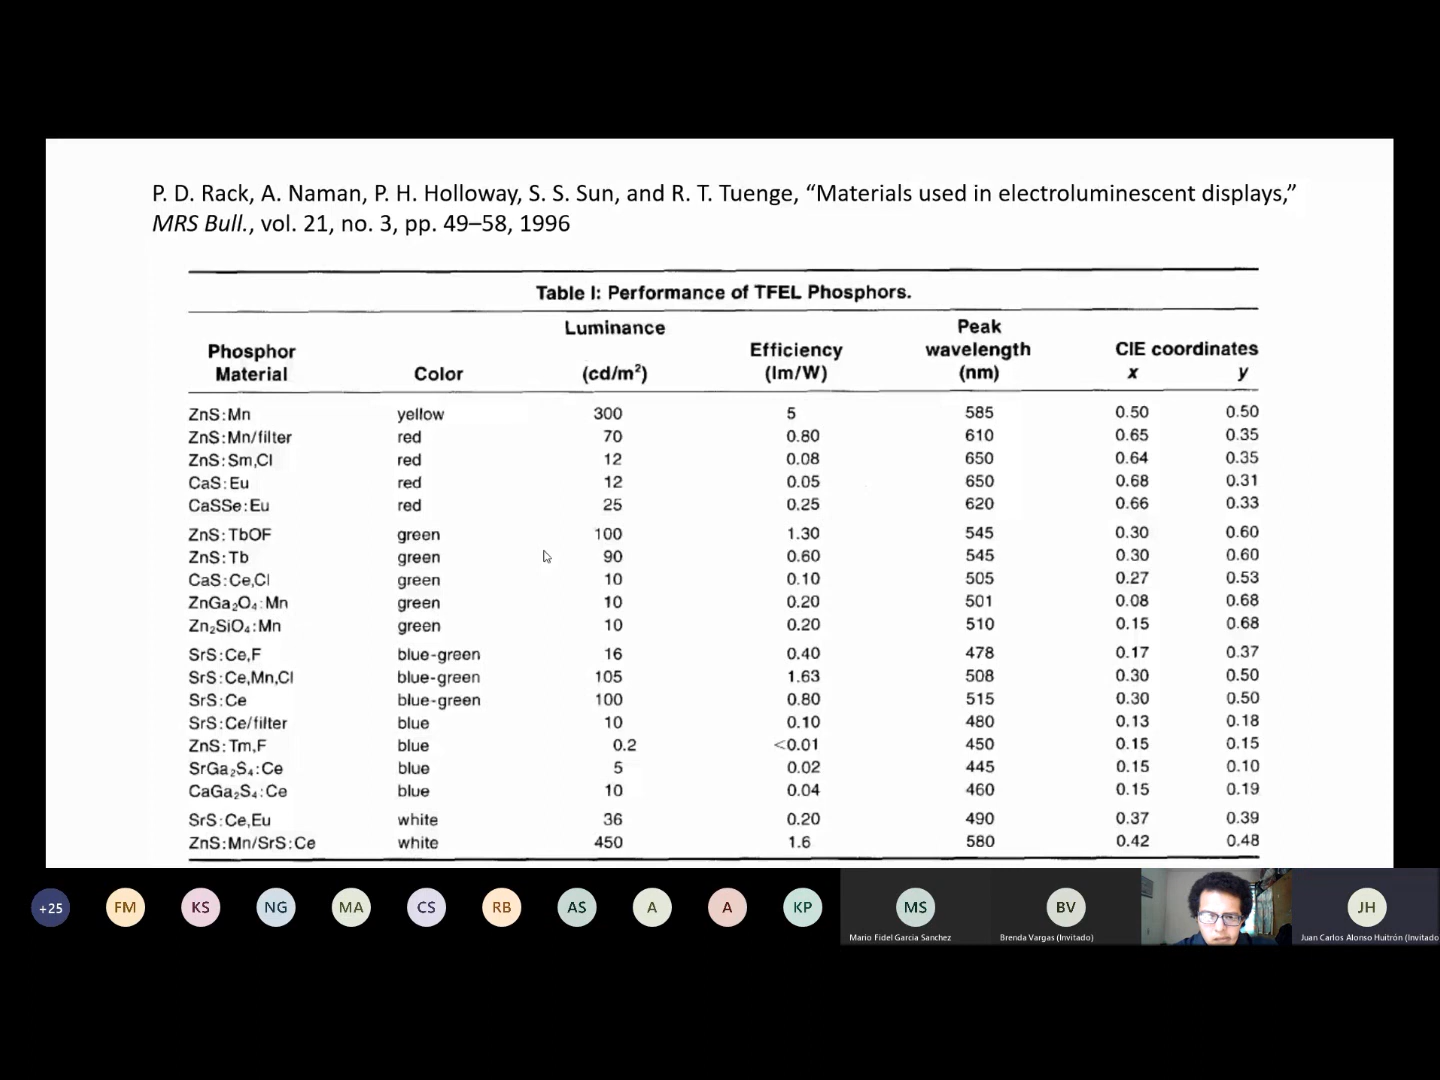 P. D. Rack, A. Naman, P. H. Holloway, S. S. Sun, and R. T. Tuenge, “Materials used in electroluminescent displays,”
MRS Bull., vol. 21, no. 3, pp. 49–58, 1996
Table I: Performance of TFEL Phosphors.
Phosphor Material Color Luminance (cd/m²) Efficiency (lm/W) Peak wavelength (nm) CIE coordinates x y
ZnS:Mn yellow 300 5 585 0.50 0.50
ZnS:Mn/filter red 70 0.80 610 0.65 0.35
ZnS:Sm,Cl red 12 0.08 650 0.64 0.35
CaS:Eu red 12 0.05 650 0.68 0.31
CaSSe:Eu red 25 0.25 620 0.66 0.33
ZnS:TbOF green 100 1.30 545 0.30 0.60
ZnS:Tb green 90 0.60 545 0.30 0.60
CaS:Ce,Cl green 10 0.10 505 0.27 0.53
ZnGa₂O₄:Mn green 10 0.20 501 0.08 0.68
Zn₂SiO₄:Mn green 10 0.20 510 0.15 0.68
SrS:Ce,F blue-green 16 0.40 478 0.17 0.37
SrS:Ce,Mn,Cl blue-green 105 1.63 508 0.30 0.50
SrS:Ce blue-green 100 0.80 515 0.30 0.50
SrS:Ce/filter blue 10 0.10 480 0.13 0.18
ZnS:Tm,F blue 0.2 <0.01 450 0.15 0.15
SrGa₂S₄:Ce blue 5 0.02 445 0.15 0.10
CaGa₂S₄:Ce blue 10 0.04 460 0.15 0.19
SrS:Ce,Eu white 36 0.20 490 0.37 0.39
ZnS:Mn/SrS:Ce white 450 1.6 580 0.42 0.48
+25 FM KS NG MA CS RB AS A A KP MS BV JH
Mario Fidel García Sanchez Brenda Vargas (Invitado) Juan Carlos Alonso Huitrón (Invitado